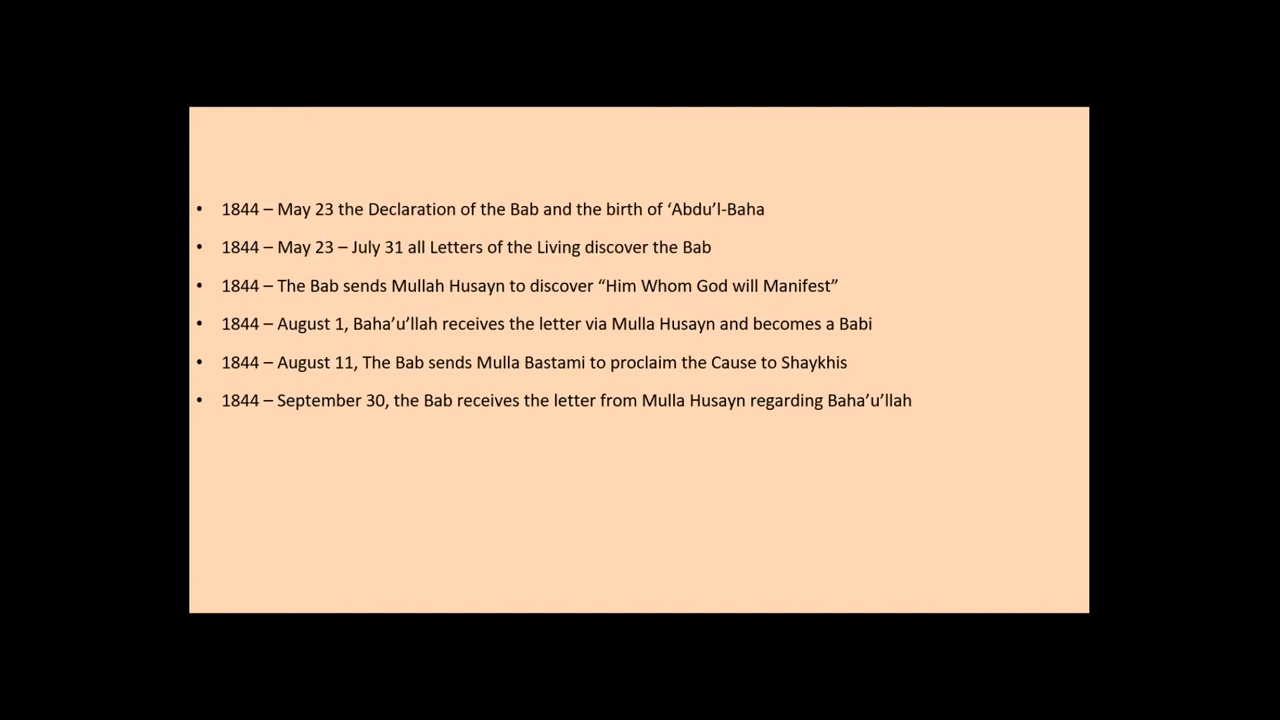 • 1844 – May 23 the Declaration of the Bab and the birth of ‘Abdu’l-Baha
• 1844 – May 23 – July 31 all Letters of the Living discover the Bab
• 1844 – The Bab sends Mullah Husayn to discover “Him Whom God will Manifest”
• 1844 – August 1, Baha’u’llah receives the letter via Mulla Husayn and becomes a Babi
• 1844 – August 11, The Bab sends Mulla Bastami to proclaim the Cause to Shaykhis
• 1844 – September 30, the Bab receives the letter from Mulla Husayn regarding Baha’u’llah